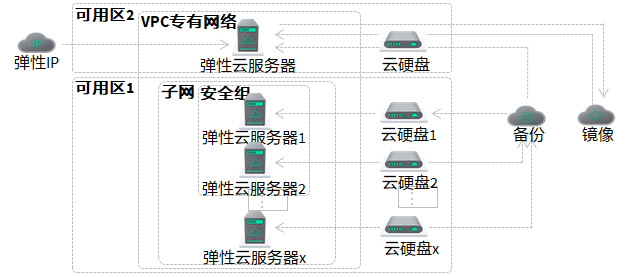 可用区2
VPC专有网络
IP
弹性IP
弹性云服务器
云硬盘
可用区1
子网
安全组
弹性云服务器1
云硬盘1
备份
镜像
弹性云服务器2
云硬盘2
弹性云服务器x
云硬盘x